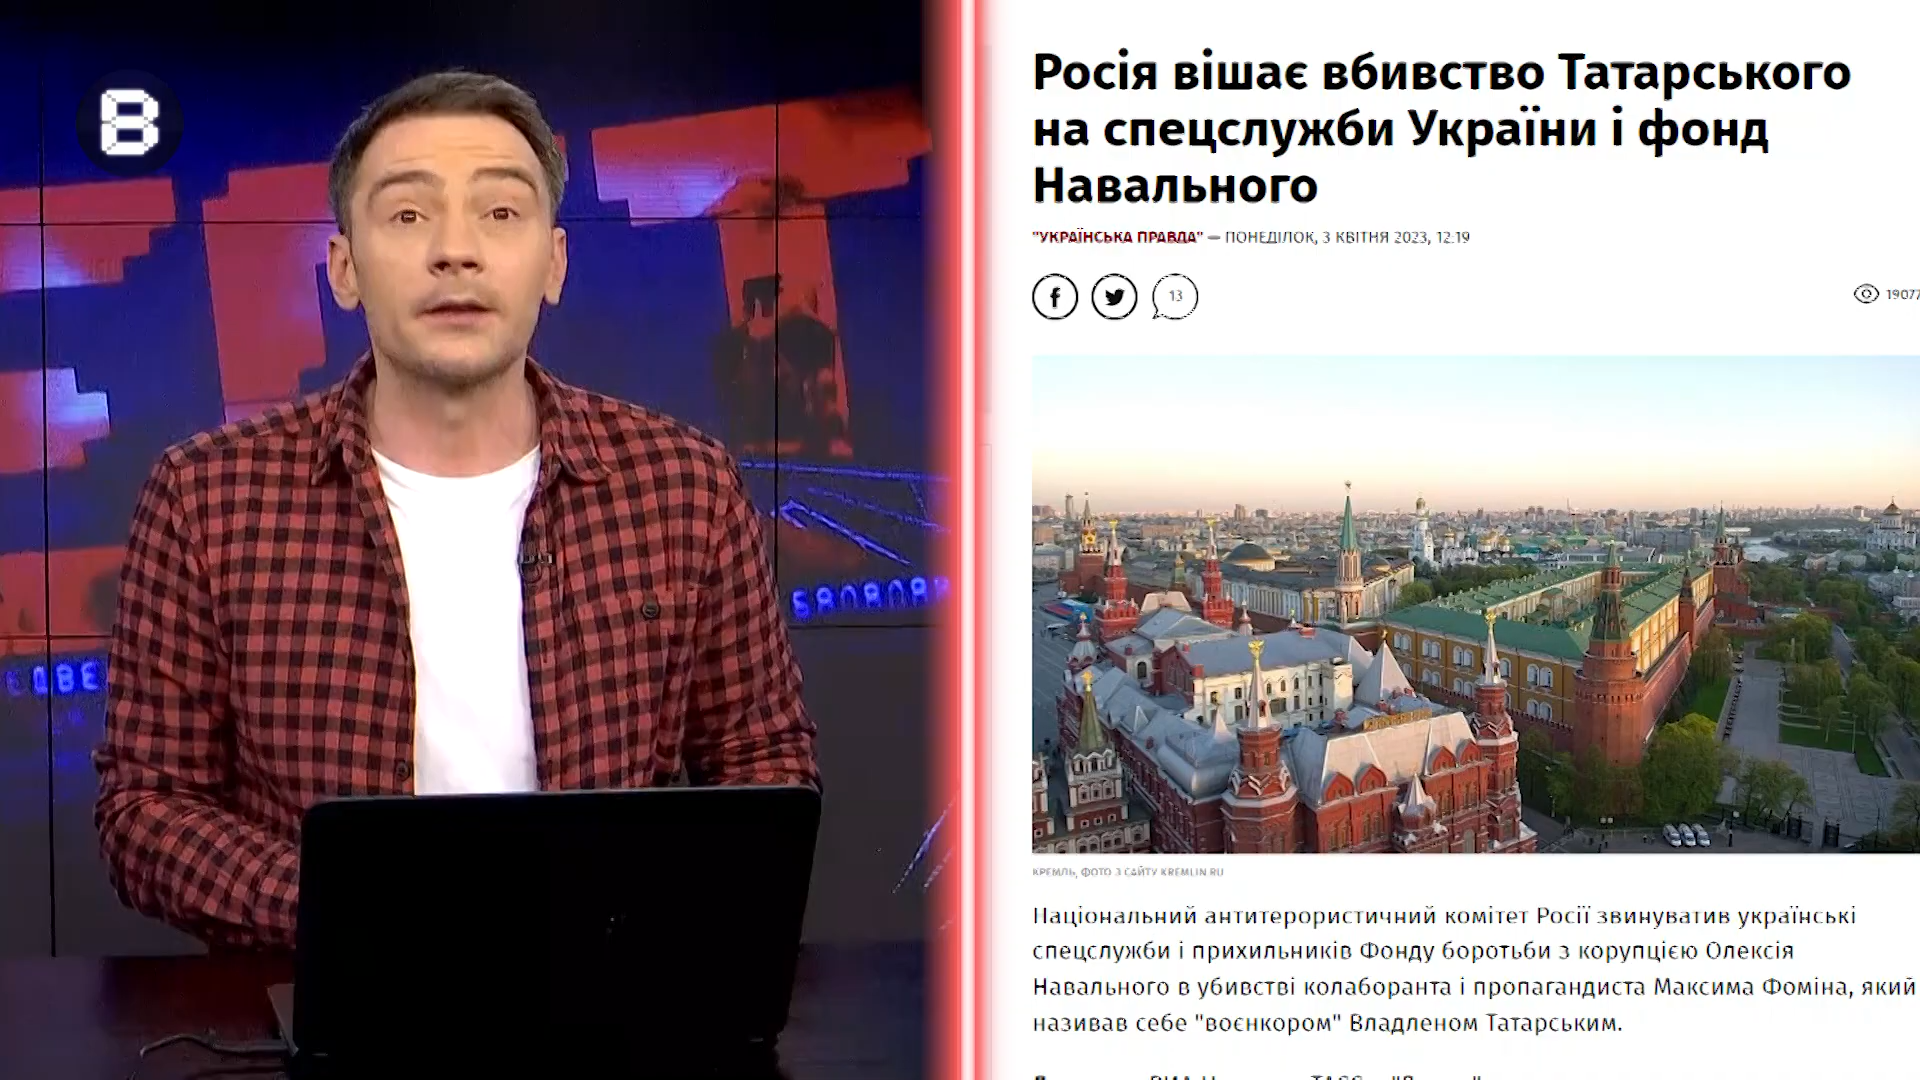 B
Росія вішає вбивство Татарського
на спецслужби України і фонд
Навального
"УКРАЇНСЬКА ПРАВДА" — ПОНЕДІЛОК, 3 КВІТНЯ 2023, 12:19
13
19077
КРЕМЛЬ, ФОТО З САЙТУ KREMLIN.RU
Національний антитерористичний комітет Росії звинуватив українські
спецслужби і прихильників Фонду боротьби з корупцією Олексія
Навального в убивстві колаборанта і пропагандиста Максима Фоміна, який
називав себе "воєнкором" Владленом Татарським.